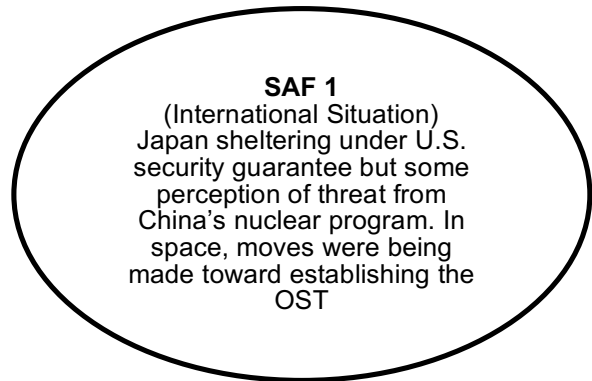 SAF 1
(International Situation)
Japan sheltering under U.S.
security guarantee but some
perception of threat from
China's nuclear program. In
space, moves were being
made toward establishing the
OST